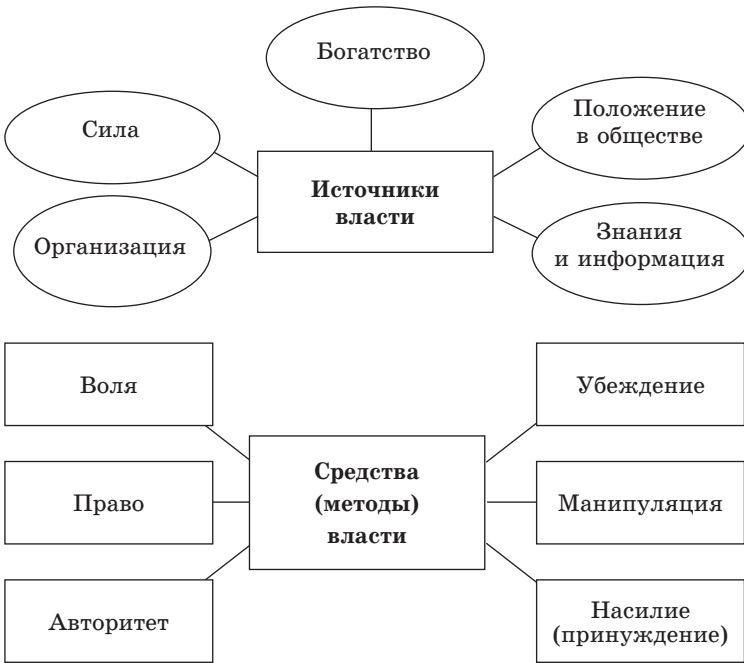 Богатство
Сила
Положение
в обществе
Источники
власти
Организация
Знания
и информация
Воля
Убеждение
Средства
(методы)
власти
Право
Манипуляция
Авторитет
Насилие
(принуждение)